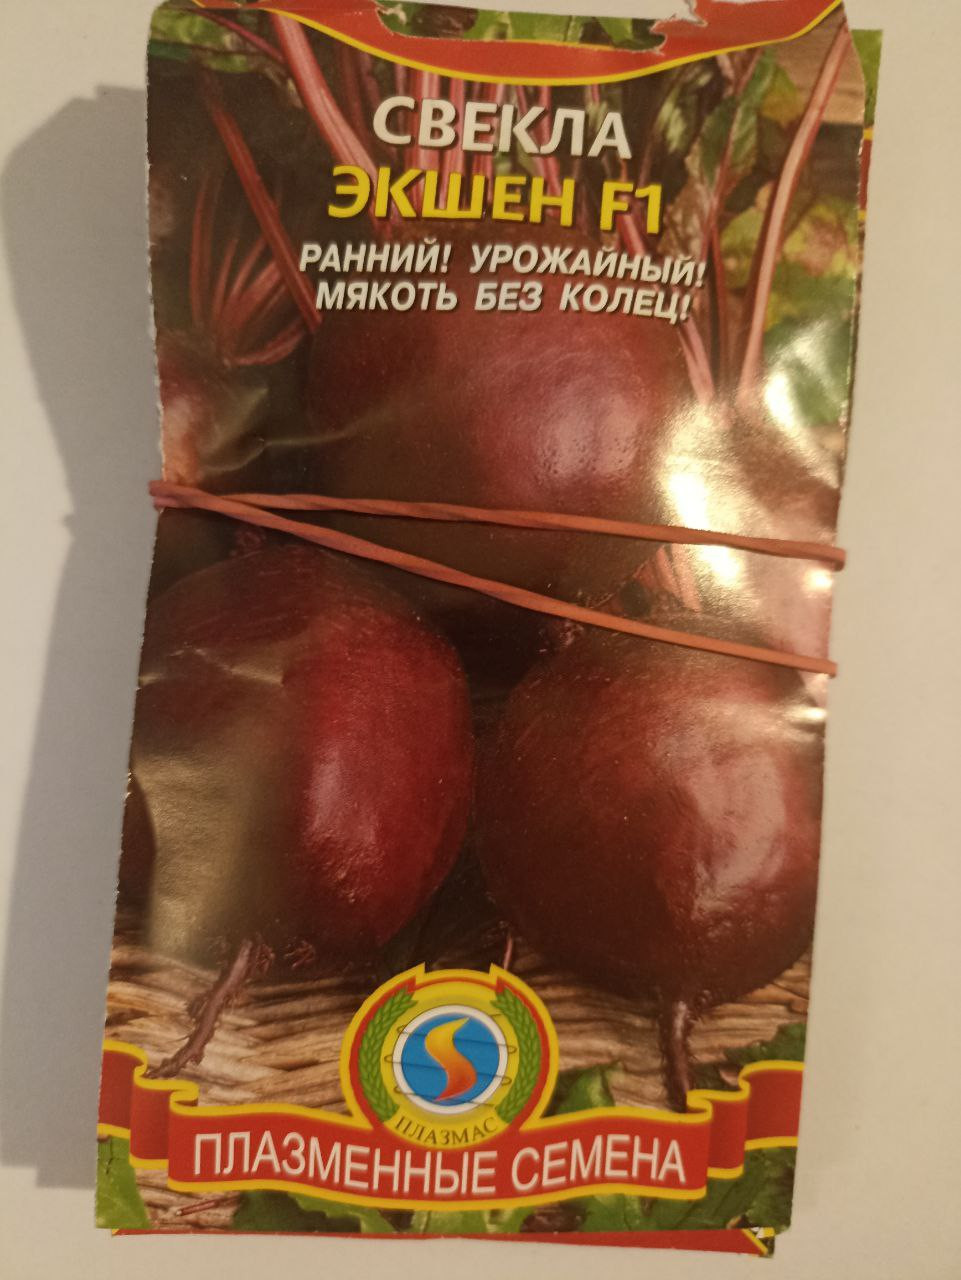 СВЕКЛА
ЭКШЕН F1
РАННИЙ! УРОЖАЙНЫЙ!
МЯКОТЬ БЕЗ КОЛЕЦ!
ПЛАЗМАС
ПЛАЗМЕННЫЕ СЕМЕНА